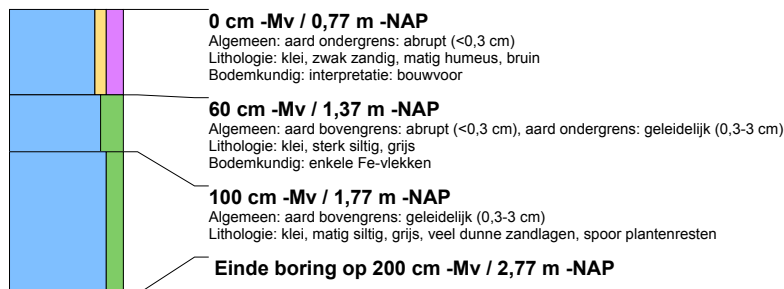 0 cm -Mv / 0,77 m -NAP
Algemeen: aard ondergrens: abrupt (<0,3 cm)
Lithologie: klei, zwak zandig, matig humeus, bruin
Bodemkundig: interpretatie: bouwvoor
60 cm -Mv / 1,37 m -NAP
Algemeen: aard bovengrens: abrupt (<0,3 cm), aard ondergrens: geleidelijk (0,3-3 cm)
Lithologie: klei, sterk siltig, grijs
Bodemkundig: enkele Fe-vlekken
100 cm -Mv / 1,77 m -NAP
Algemeen: aard bovengrens: geleidelijk (0,3-3 cm)
Lithologie: klei, matig siltig, grijs, veel dunne zandlagen, spoor plantenresten
Einde boring op 200 cm -Mv / 2,77 m -NAP